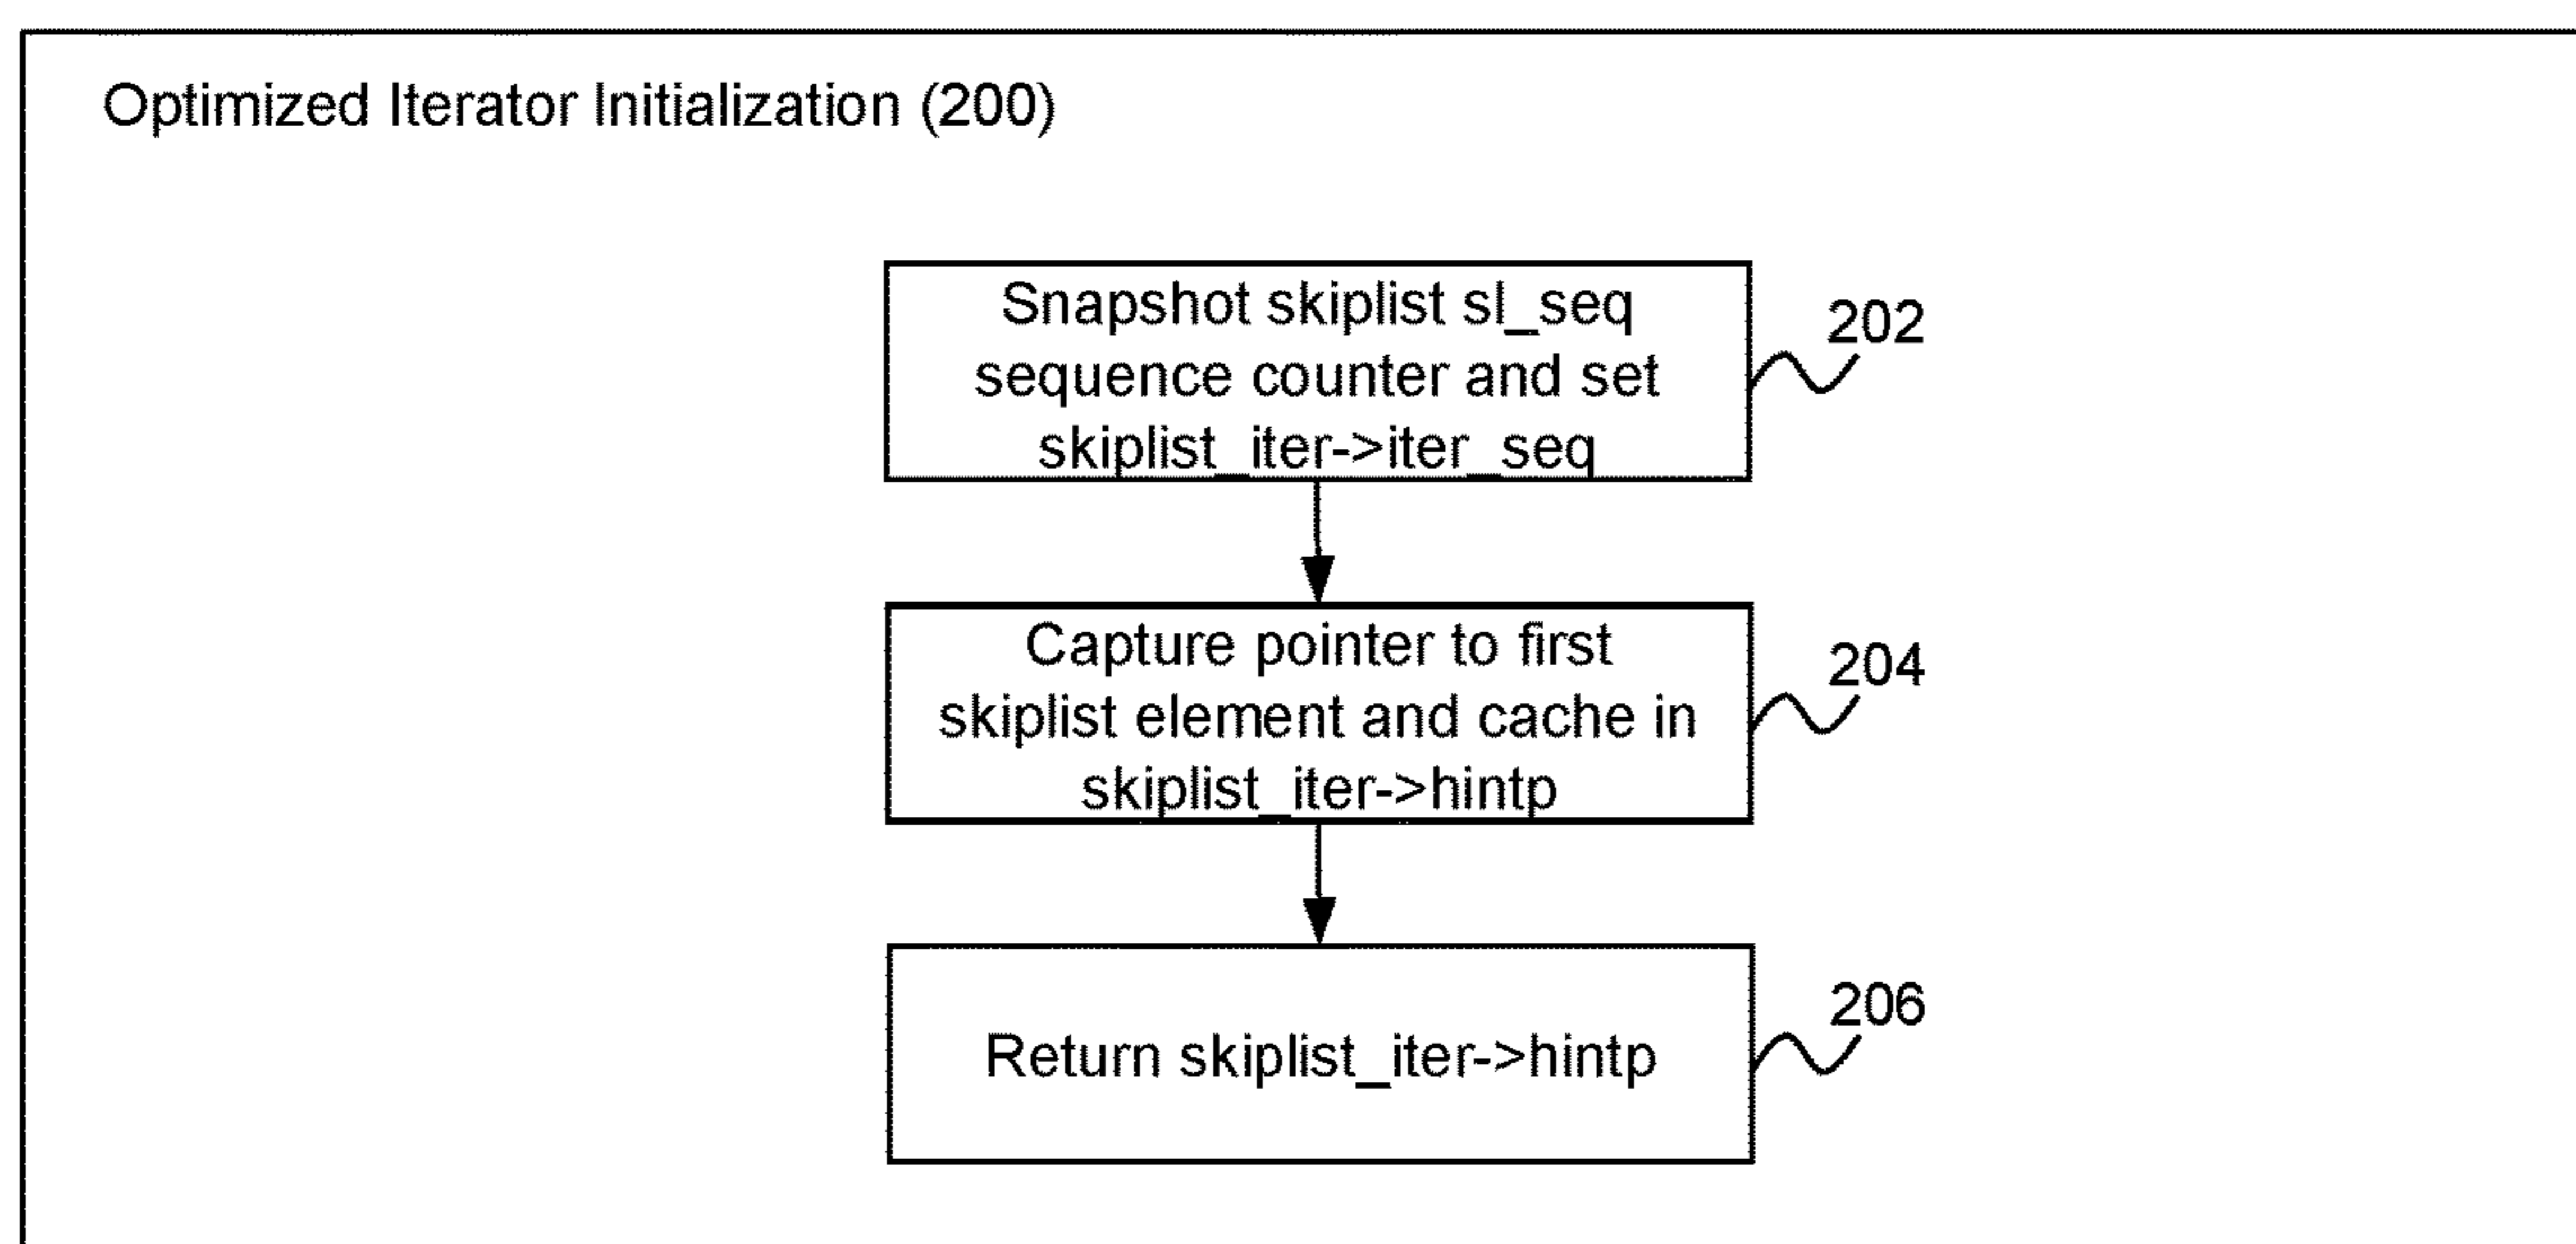 Optimized Iterator Initialization (200)
Snapshot skiplist sl_seq
sequence counter and set
skiplist_iter->iter_seq
202
Capture pointer to first
skiplist element and cache in
skiplist_iter->hintp
204
Return skiplist_iter->hintp
206